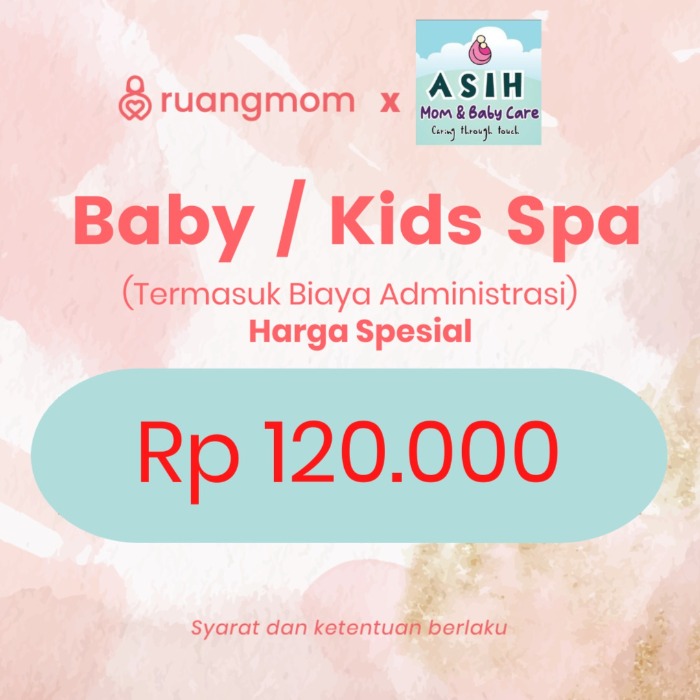 ruangmom x
ASIH
Mom & Baby Care
Caring through touch
Baby / Kids Spa
(Termasuk Biaya Administrasi)
Harga Spesial
Rp 120.000
Syarat dan ketentuan berlaku